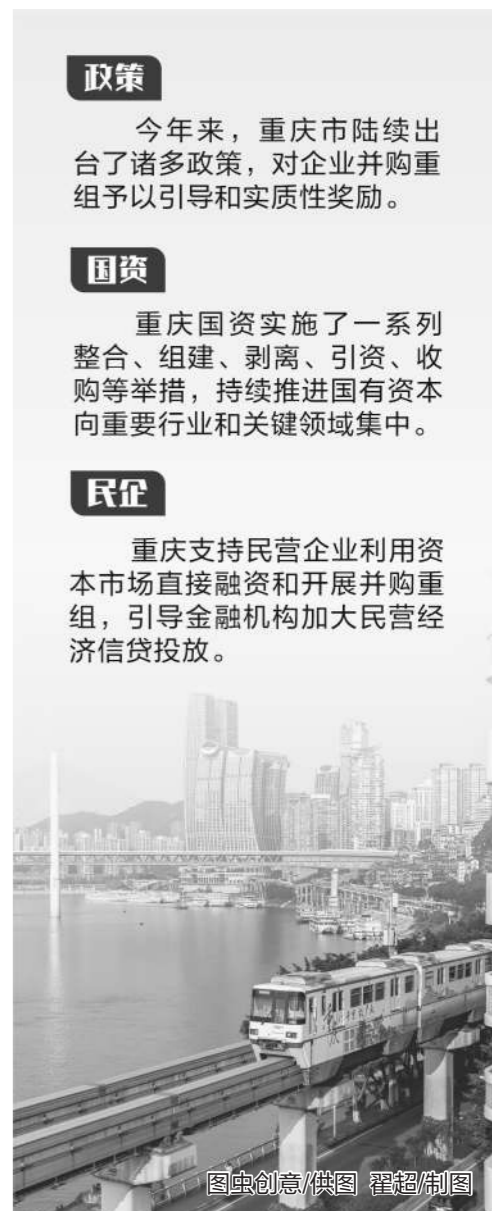 政策
今年来，重庆市陆续出
台了诸多政策，对企业并购重
组予以引导和实质性奖励。
国资
重庆国资实施了一系列
整合、组建、剥离、引资、收
购等举措，持续推进国有资本
向重要行业和关键领域集中。
民企
重庆支持民营企业利用资
本市场直接融资和开展并购重
组，引导金融机构加大民营经
济信贷投放。
图虫创意/供图 翟超/制图